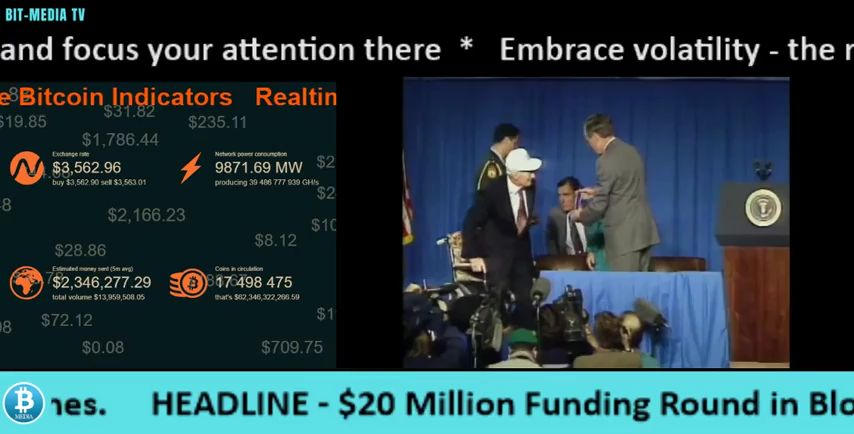 BIT-MEDIA TV
and focus your attention there * Embrace volatility - the
Bitcoin Indicators Realtin
$31.82
$19.85
$235.11
$1,786.44
Exchange rate
$3,562.96
buy $3,562.90 sell $3,563.01
Network power consumption
9871.69 MW
producing 39 486 777 939 GH/s
$2,166.23
$8.12
$28.86
Estimated money sent (5m avg)
$2,346,277.29
total volume $13,959,508.05
Coins in circulation
17 498 475
that's $62,346,322,266.59
$72.12
$0.08
$709.75
MEDIA
nes. HEADLINE - $20 Million Funding Round in Blo